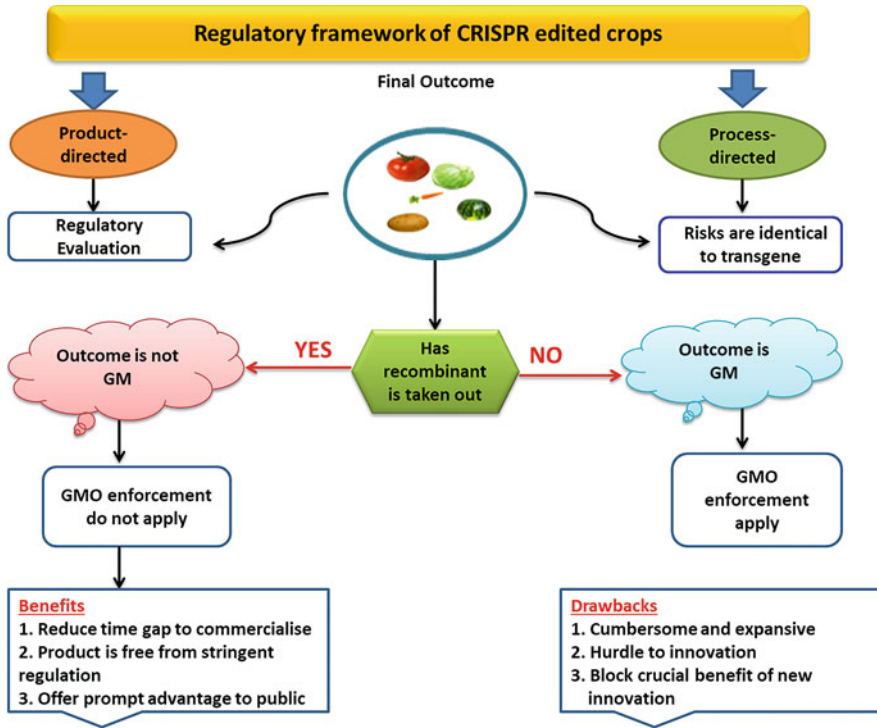 Regulatory framework of CRISPR edited crops
Final Outcome
Product-
directed
Process-
directed
Regulatory
Evaluation
Risks are identical
to transgene
Outcome is not
GM
YES
Has
recombinant
is taken out
NO
Outcome is
GM
GMO enforcement
do not apply
GMO
enforcement
apply
Benefits
1. Reduce time gap to commercialise
2. Product is free from stringent
regulation
3. Offer prompt advantage to public
Drawbacks
1. Cumbersome and expansive
2. Hurdle to innovation
3. Block crucial benefit of new
innovation